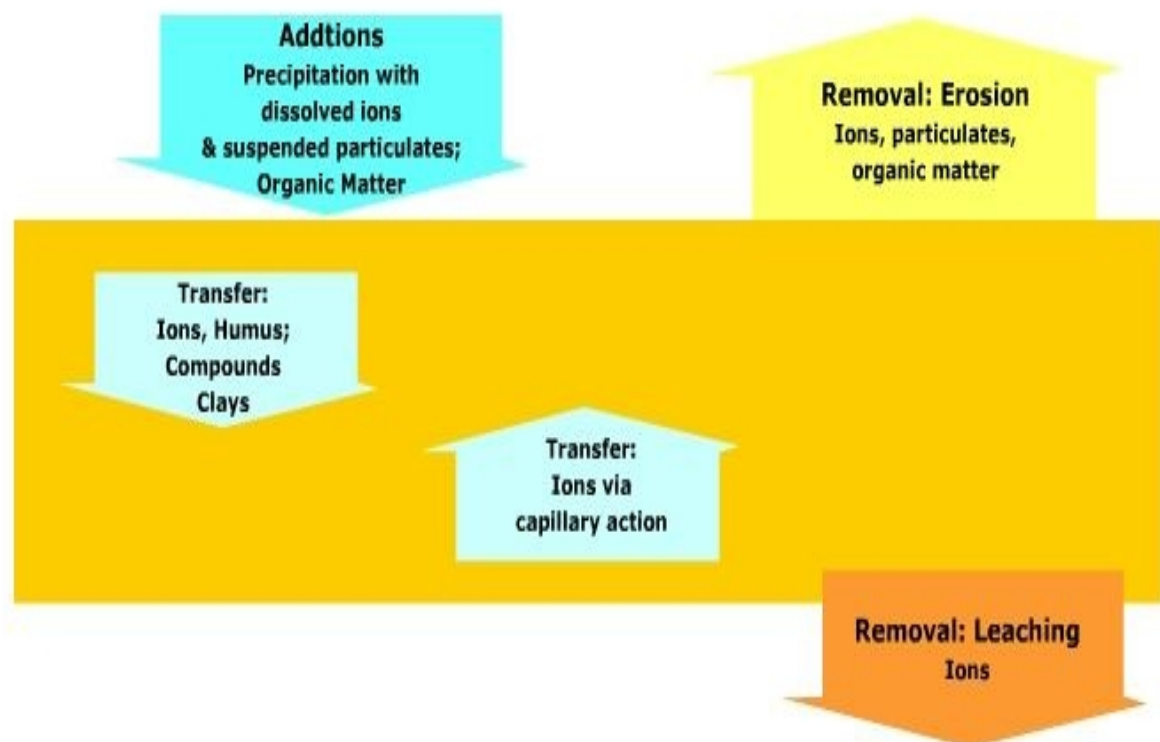 Addtions
Precipitation with
dissolved ions
& suspended particulates;
Organic Matter
Removal: Erosion
Ions, particulates,
organic matter
Transfer:
Ions, Humus;
Compounds
Clays
Transfer:
Ions via
capillary action
Removal: Leaching
Ions